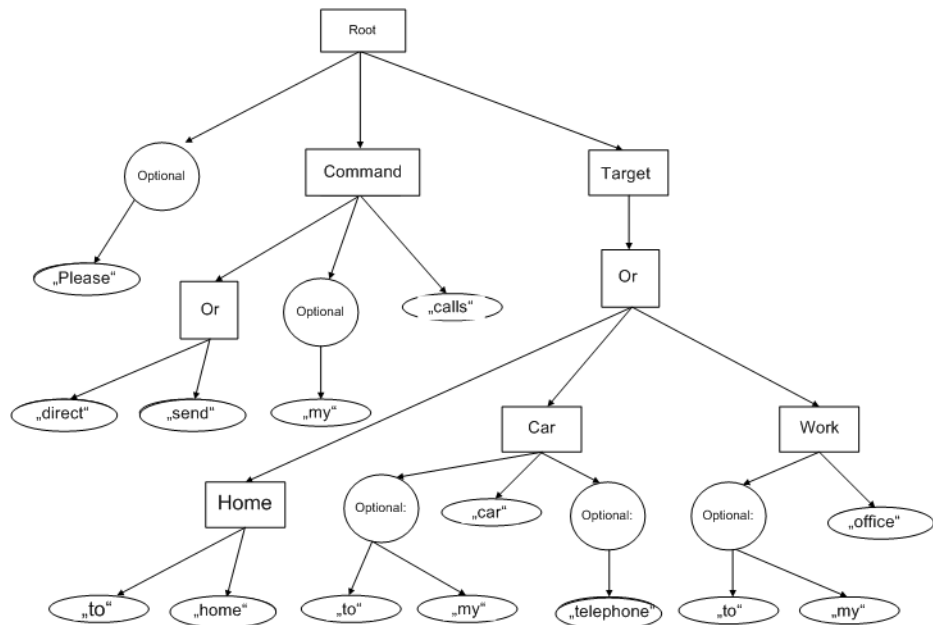 Root
Optional
Command
Target
„Please“
Or
Optional
„calls“
Or
„direct“
„send“
„my“
Car
Work
Home
Optional:
„car“
Optional:
Optional:
„office“
„to“
„home“
„to“
„my“
„telephone“
„to“
„my“